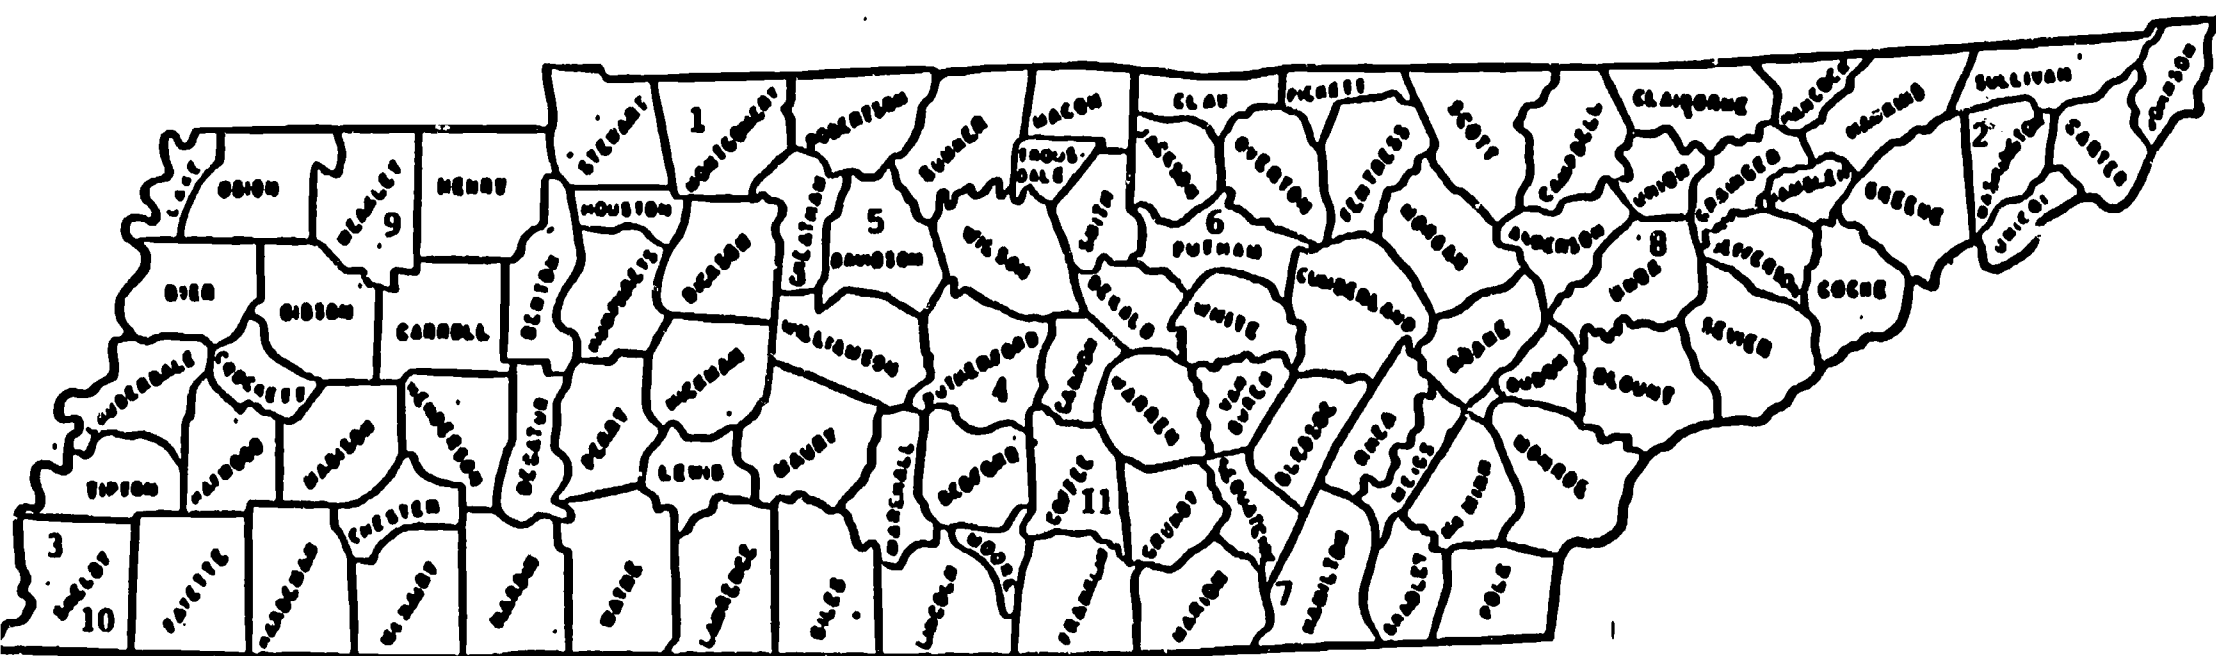 STEWART
1
MONTGOMERY
ROBERTSON
SUMNER
MACON
TROUS-
DALE
CLAY
PICKETT
SCOTT
CAMPBELL
CLAIBORNE
HANCOCK
HAWKINS
SULLIVAN
JOHNSON
LAKE
OBION
WEAKLEY
9
HENRY
HOUSTON
CHEATHAM
5
DAVIDSON
WILSON
SMITH
JACKSON
OVERTON
FENTRESS
6
PUTNAM
MORGAN
ANDERSON
UNION
8
KNOX
GRAINGER
HAMBLEN
JEFFERSON
GREENE
2
WASHINGTON
CARTER
UNICOI
COCKE
SEVIER
DYER
GIBSON
CARROLL
BENTON
HUMPHREYS
DICKSON
WILLIAMSON
RUTHERFORD
4
CANNON
DEKALB
WHITE
CUMBERLAND
ROANE
LOUDON
BLOUNT
LAUDERDALE
CROCKETT
HAYWOOD
MADISON
HENDERSON
DECATUR
PERRY
HICKMAN
LEWIS
MAURY
MARSHALL
BEDFORD
COFFEE
11
WARREN
VAN
BUREN
BLEDSOE
RHEA
MEIGS
MC MINN
MONROE
TIPTON
CHESTER
MOORE
GRUNDY
SEQUATCHIE
3
SHELBY
10
FAYETTE
HARDEMAN
MCNAIRY
HARDIN
WAYNE
LAWRENCE
GILES
LINCOLN
FRANKLIN
MARION
7
HAMILTON
BRADLEY
POLK